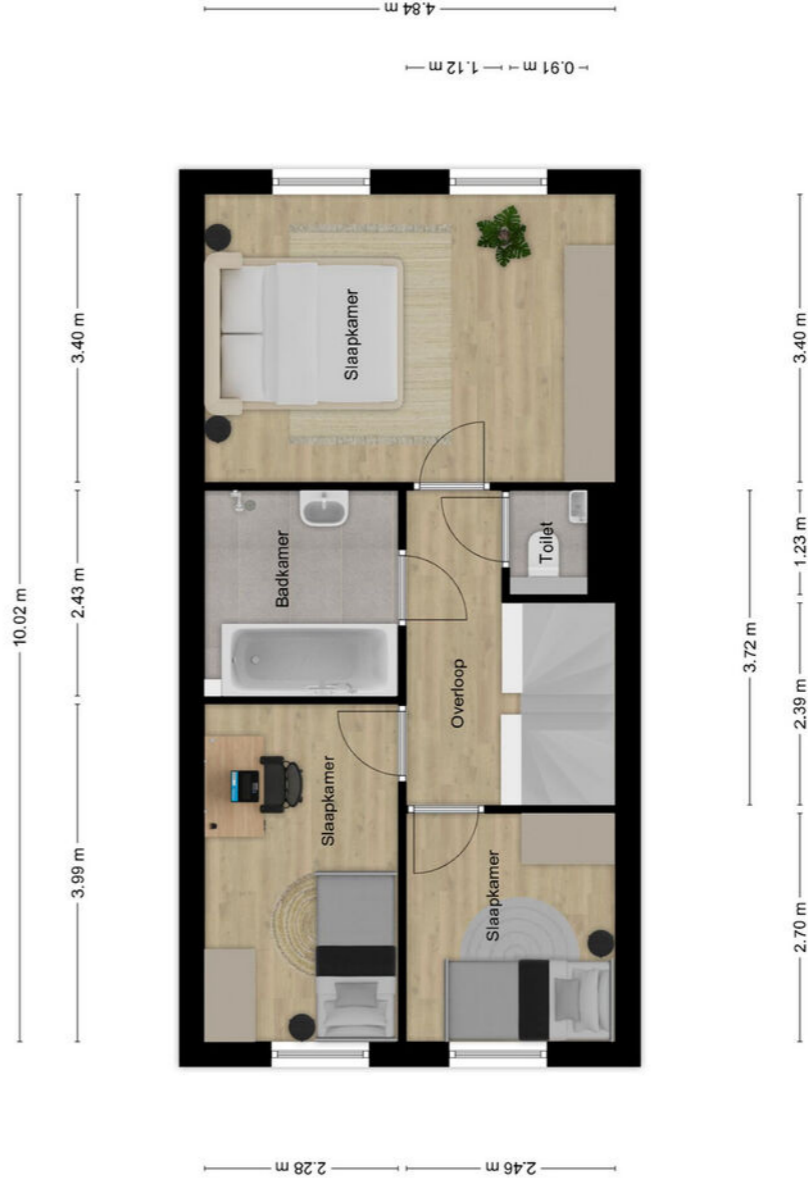 4.84 m
1.12 m
0.91 m
10.02 m
3.40 m
2.43 m
3.99 m
Slaapkamer
Badkamer
Toilet
Overloop
Slaapkamer
Slaapkamer
3.40 m
1.23 m
2.39 m
2.70 m
3.72 m
2.28 m
2.46 m